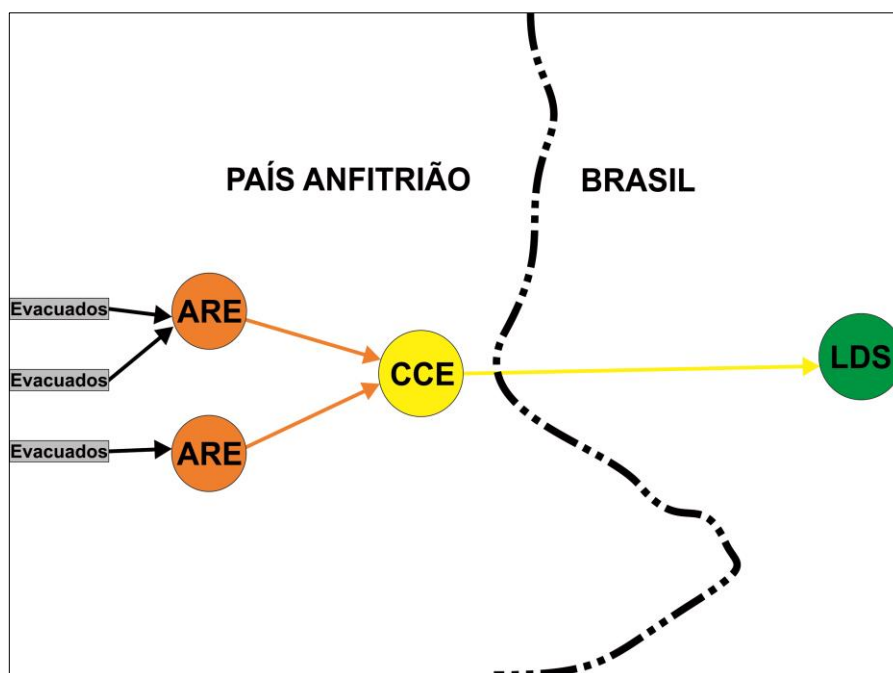 PAÍS ANFITRIÃO
BRASIL
Evacuados
ARE
Evacuados
CCE
LDS
Evacuados
ARE